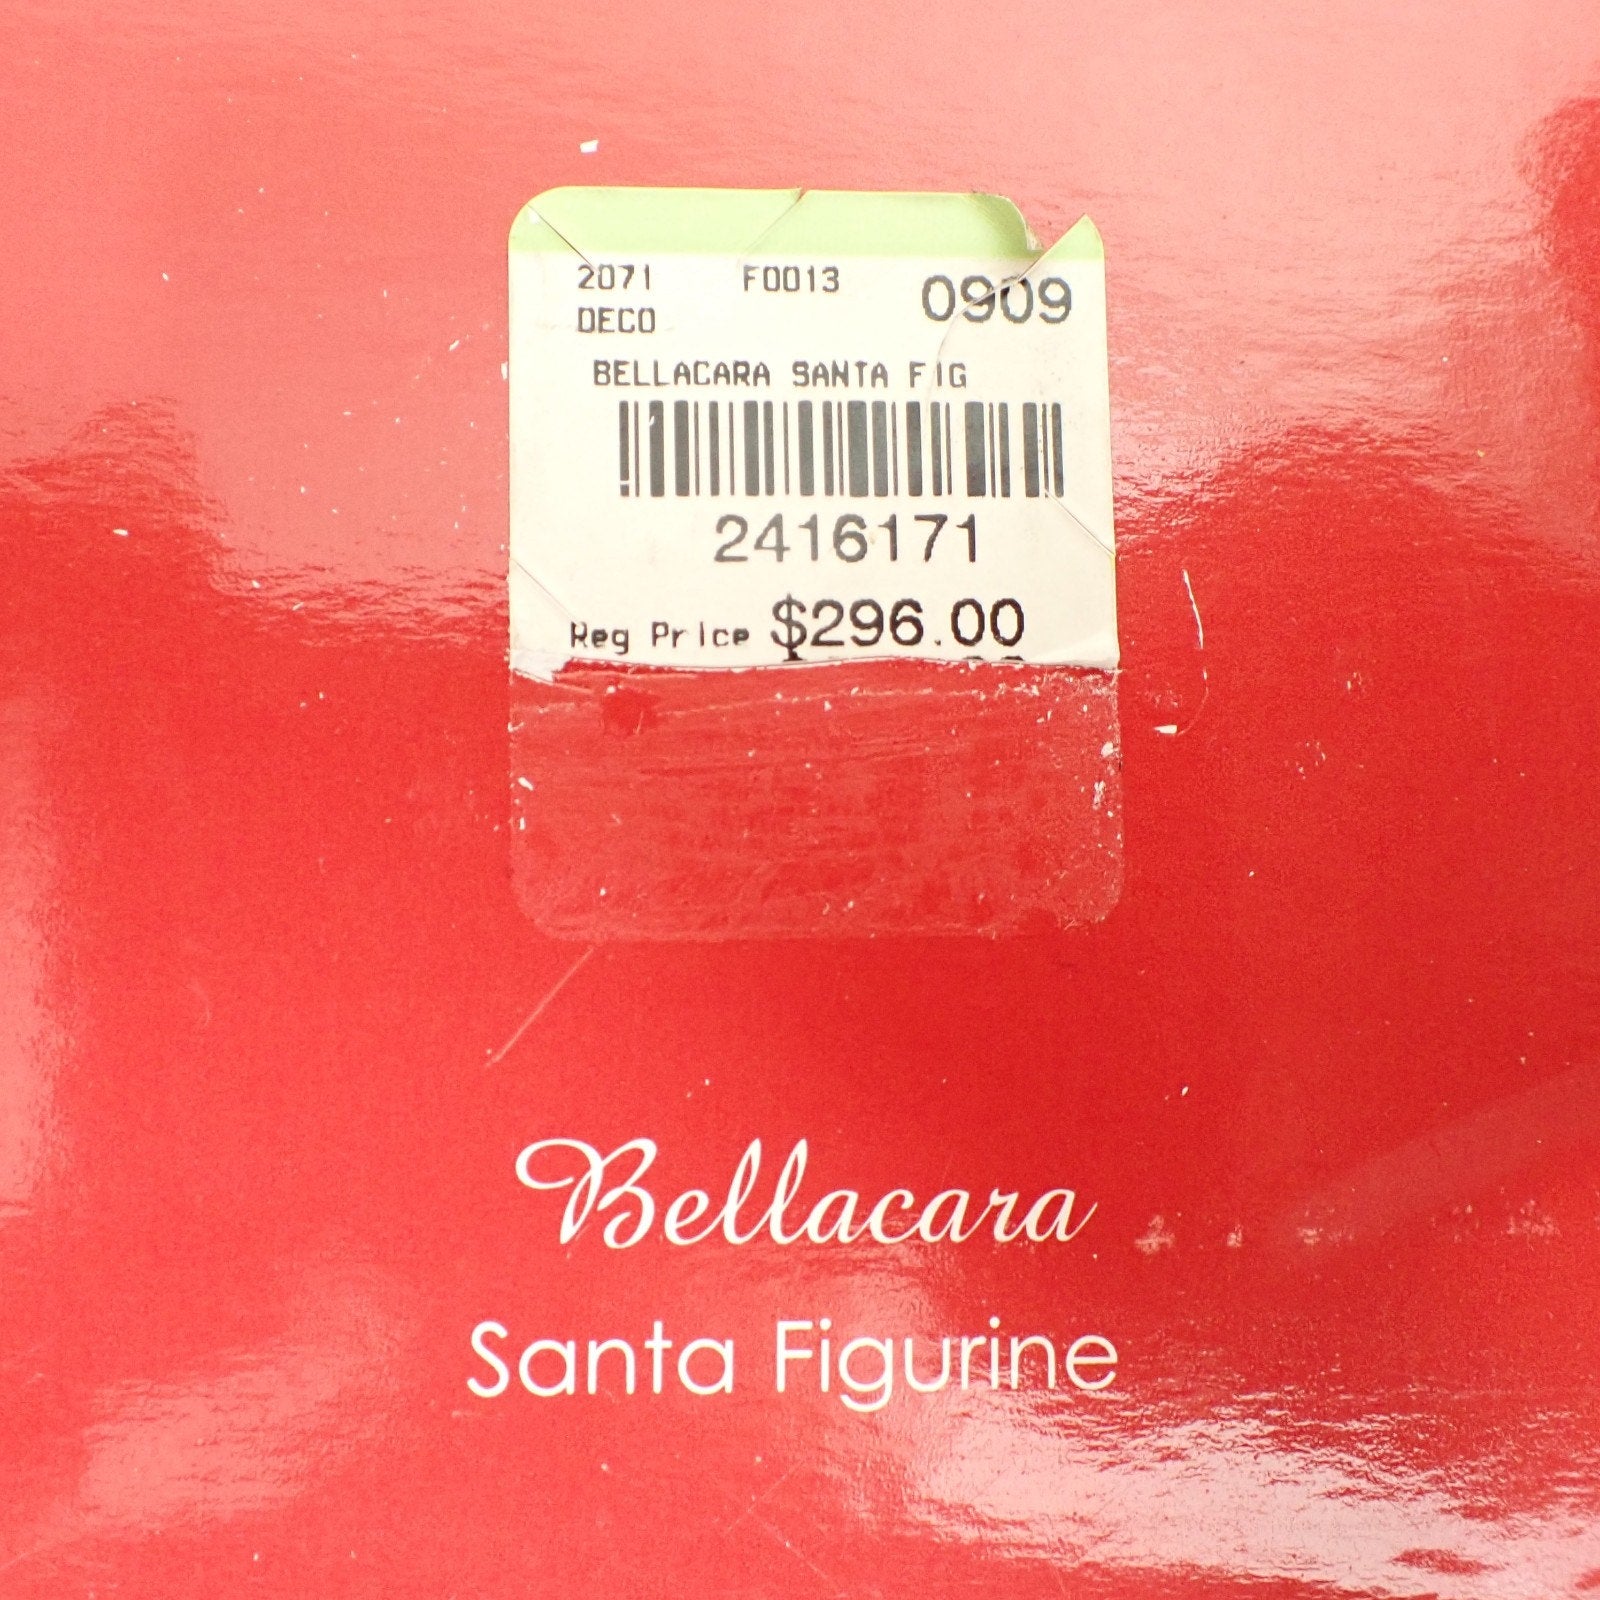 2071 F0013 0909
DECO
BELLACARA SANTA FIG
2416171
Reg Price $296.00
Bellacara
Santa Figurine